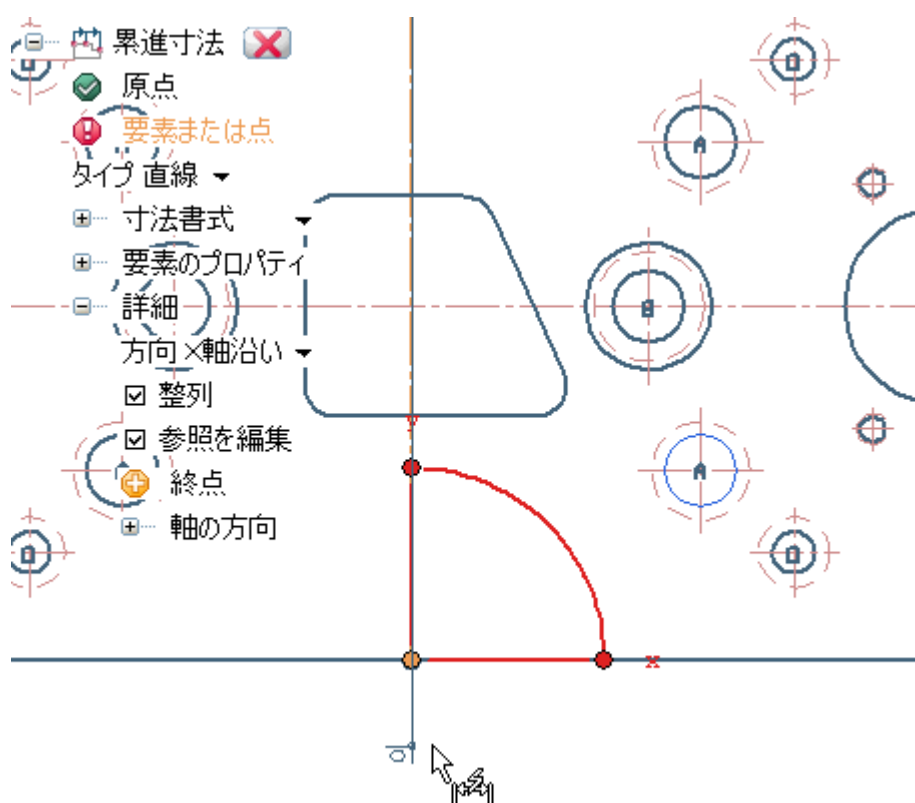 累進寸法
原点
要素または点
タイプ 直線
寸法書式
要素のプロパティ
詳細
方向 X軸沿い
整列
参照を編集
終点
軸の方向
A
B
A
y
x
0